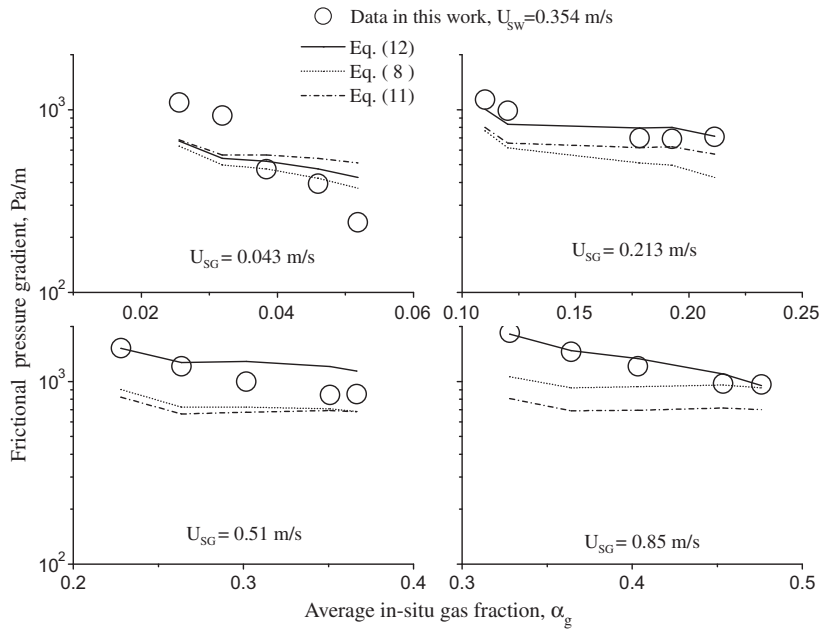 Data in this work, U_SW=0.354 m/s
Eq. (12)
Eq. ( 8 )
Eq. (11)
Frictional pressure gradient, Pa/m
10^3
10^2
U_SG= 0.043 m/s
0.02 0.04 0.06
U_SG= 0.213 m/s
0.10 0.15 0.20 0.25
10^3
10^2
U_SG= 0.51 m/s
0.2 0.3 0.4
U_SG= 0.85 m/s
0.3 0.4 0.5
Average in-situ gas fraction, α_g